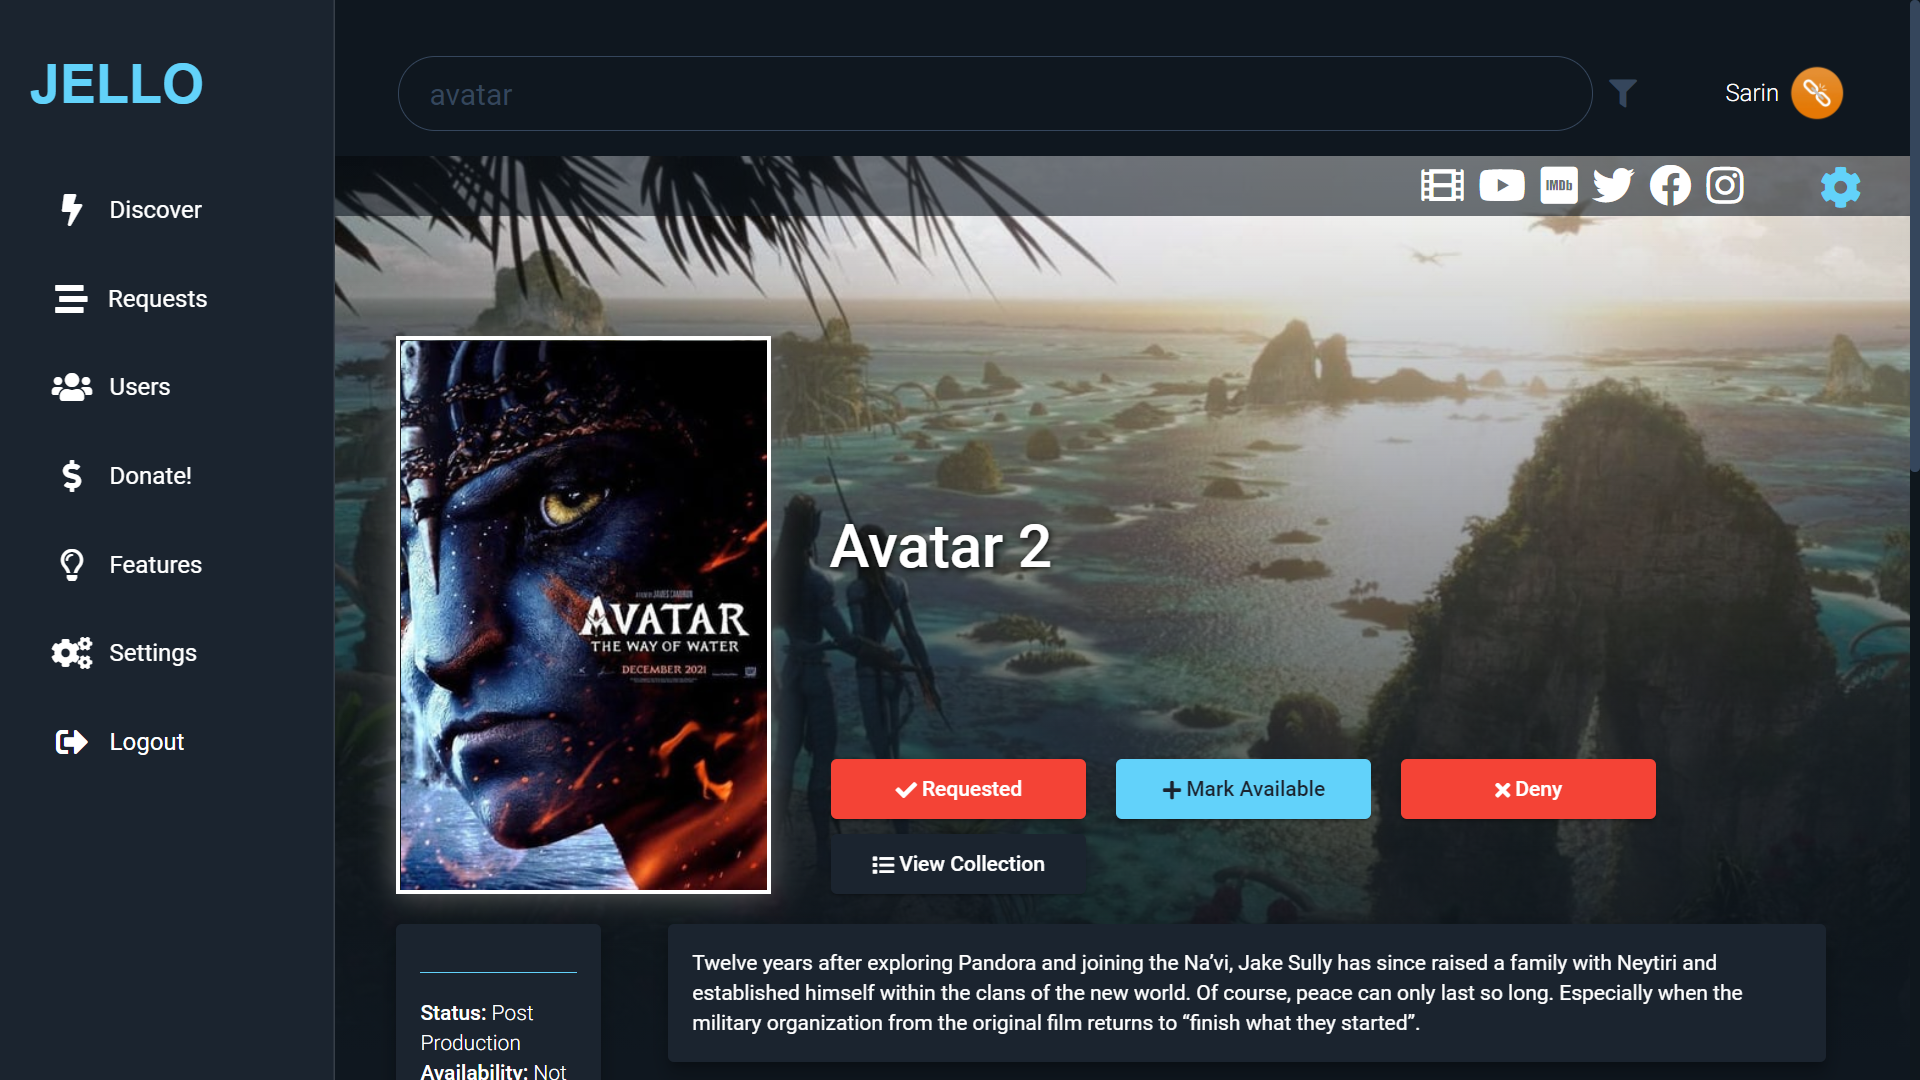 JELLO
avatar
Sarin
Discover
Requests
Users
Donate!
Features
Settings
Logout
IMDb
A FILM BY JAMES CAMERON
AVATAR
THE WAY OF WATER
DECEMBER 2021
Avatar 2
Requested
Mark Available
Deny
View Collection
Status: Post
Production
Availability: Not
Twelve years after exploring Pandora and joining the Na’vi, Jake Sully has since raised a family with Neytiri and
established himself within the clans of the new world. Of course, peace can only last so long. Especially when the
military organization from the original film returns to “finish what they started”.